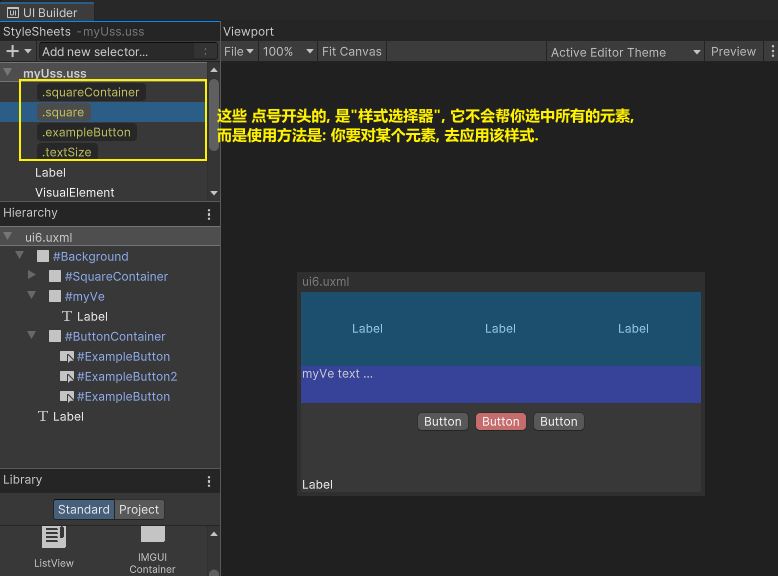 UI Builder
StyleSheets - myUss.uss
Add new selector...
myUss.uss
.squareContainer
.square
.exampleButton
.textSize
Label
VisualElement
Viewport
File 100% Fit Canvas Active Editor Theme Preview
这些 点号开头的, 是"样式选择器", 它不会帮你选中所有的元素,
而是使用方法是: 你要对某个元素, 去应用该样式.
Hierarchy
ui6.uxml
#Background
#SquareContainer
#myVe
Label
#ButtonContainer
#ExampleButton
#ExampleButton2
#ExampleButton
Label
ui6.uxml
Label Label Label
myVe text ...
Button Button Button
Label
Library
Standard Project
ListView
IMGUI
Container